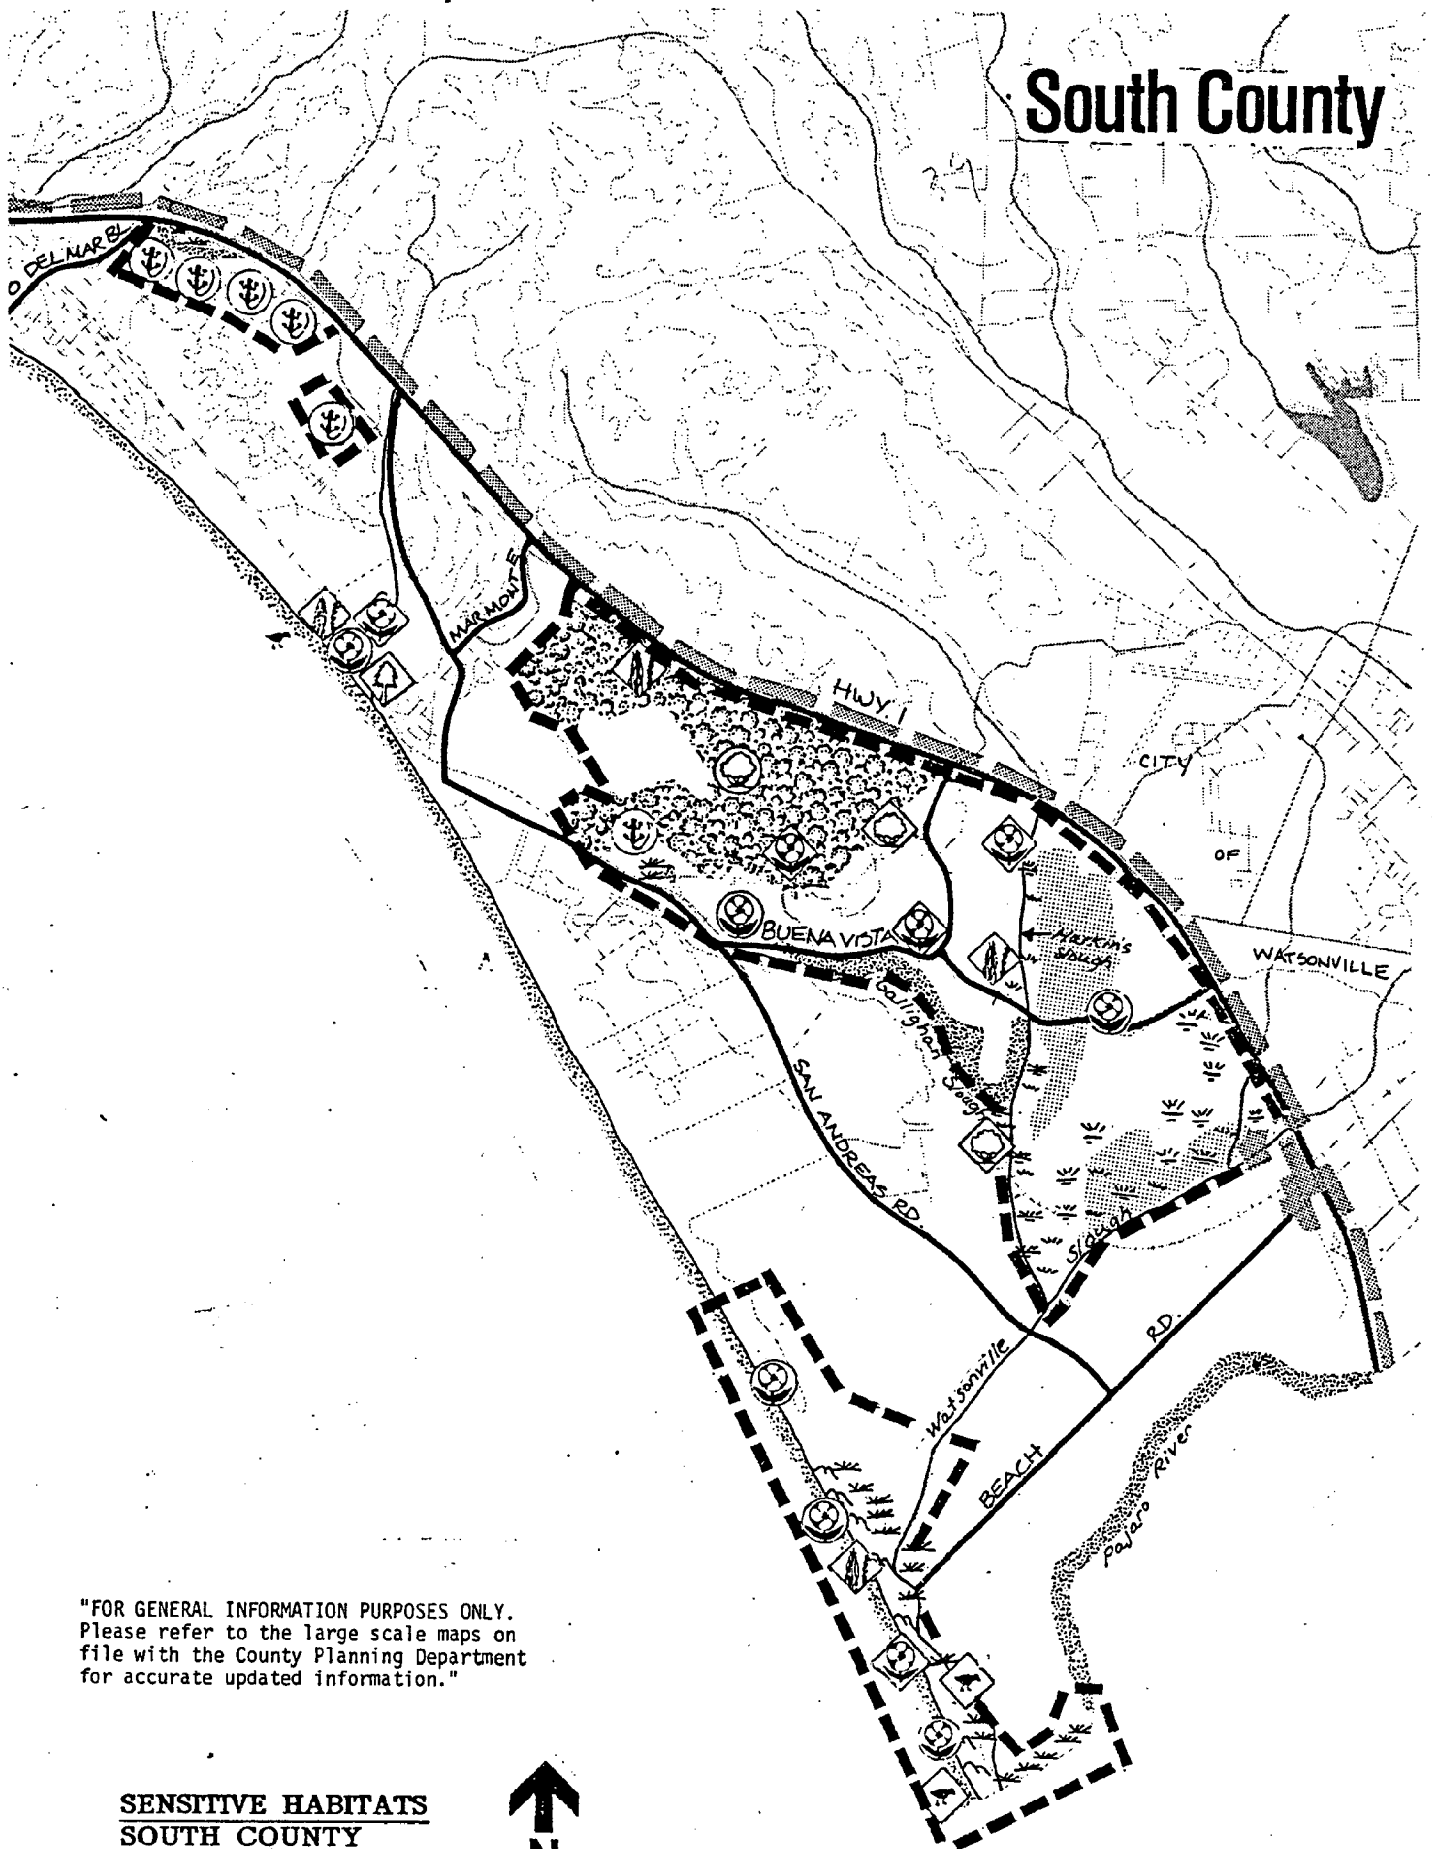 South County
O DEL MAR BL
MARMONTE
HWY 1
CITY
OF
WATSONVILLE
Harkin's
Slough
BUENA VISTA
Gallighan
Slough
SAN ANDREAS RD.
Slough
Watsonville
BEACH
RD.
Pajaro River
"FOR GENERAL INFORMATION PURPOSES ONLY.
Please refer to the large scale maps on
file with the County Planning Department
for accurate updated information."
SENSITIVE HABITATS
SOUTH COUNTY
N